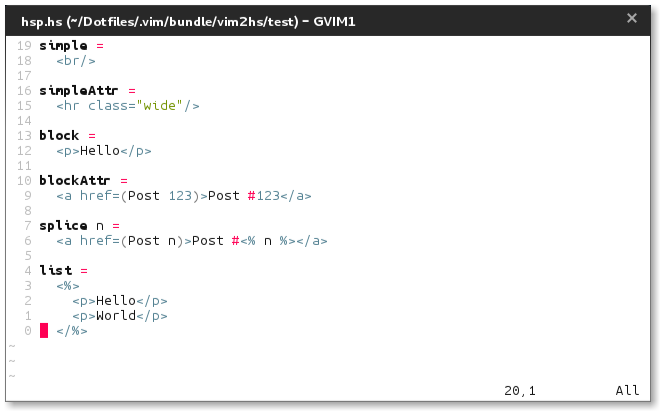 hsp.hs (~/Dotfiles/.vim/bundle/vim2hs/test) - GVIM1 ×
19 simple =
18   <br/>
17
16 simpleAttr =
15   <hr class="wide"/>
14
13 block =
12   <p>Hello</p>
11
10 blockAttr =
9   <a href=(Post 123)>Post #123</a>
8
7 splice n =
6   <a href=(Post n)>Post #<% n %></a>
5
4 list =
3   <%>
2     <p>Hello</p>
1     <p>World</p>
0   </%>
~
~
~
20,1 All